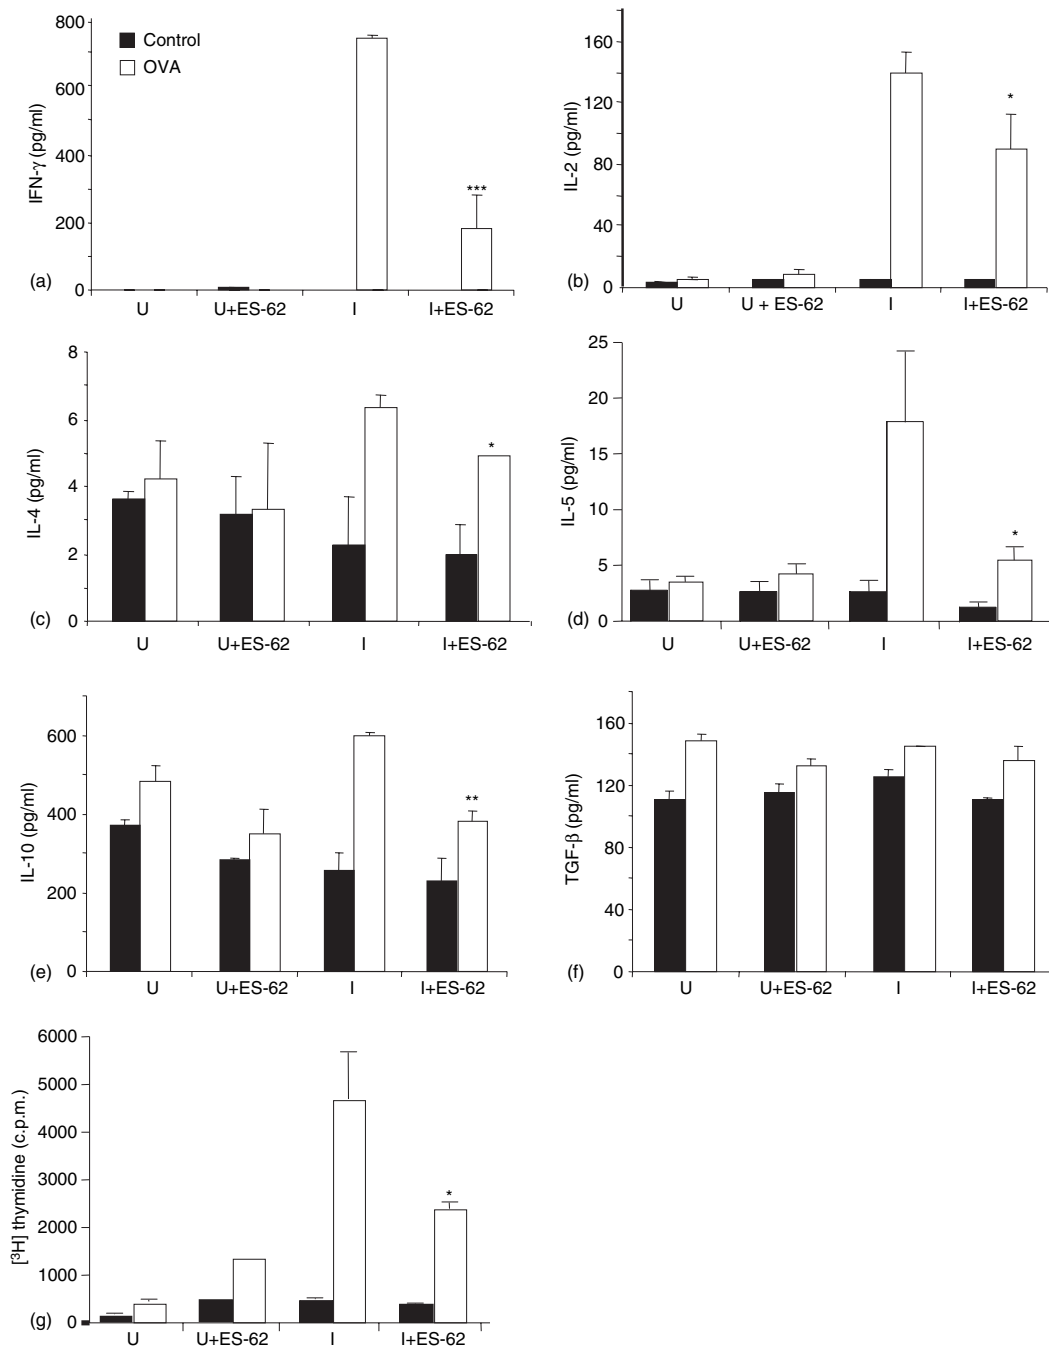 800
600
400
200
0
IFN-γ (pg/ml)
Control
OVA
***
(a)
U U+ES-62 I I+ES-62
160
120
80
40
0
IL-2 (pg/ml)
*
(b)
U U + ES-62 I I+ES-62
8
6
4
2
0
IL-4 (pg/ml)
*
(c)
U U+ES-62 I I+ES-62
25
20
15
10
5
0
IL-5 (pg/ml)
*
(d)
U U+ES-62 I I+ES-62
600
400
200
0
IL-10 (pg/ml)
**
(e)
U U+ES-62 I I+ES-62
160
120
80
40
0
TGF-β (pg/ml)
(f)
U U+ES-62 I I+ES-62
6000
5000
4000
3000
2000
1000
0
[³H] thymidine (c.p.m.)
*
(g)
U U+ES-62 I I+ES-62